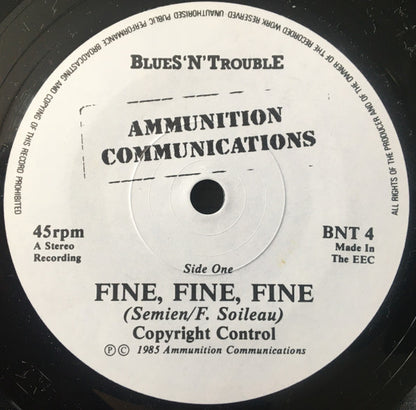 ALL RIGHTS OF THE PRODUCER AND OF THE OWNER OF THE RECORDED WORK RESERVED UNAUTHORISED PUBLIC PERFORMANCE BROADCASTING AND COPYING OF THIS RECORD PROHIBITED
BLUES 'N' TROUBLE
AMMUNITION
COMMUNICATIONS
45rpm
A Stereo
Recording
BNT 4
Made In
The EEC
Side One
FINE, FINE, FINE
(Semien/F. Soileau)
Copyright Control
Ⓟ Ⓒ 1985 Ammunition Communications